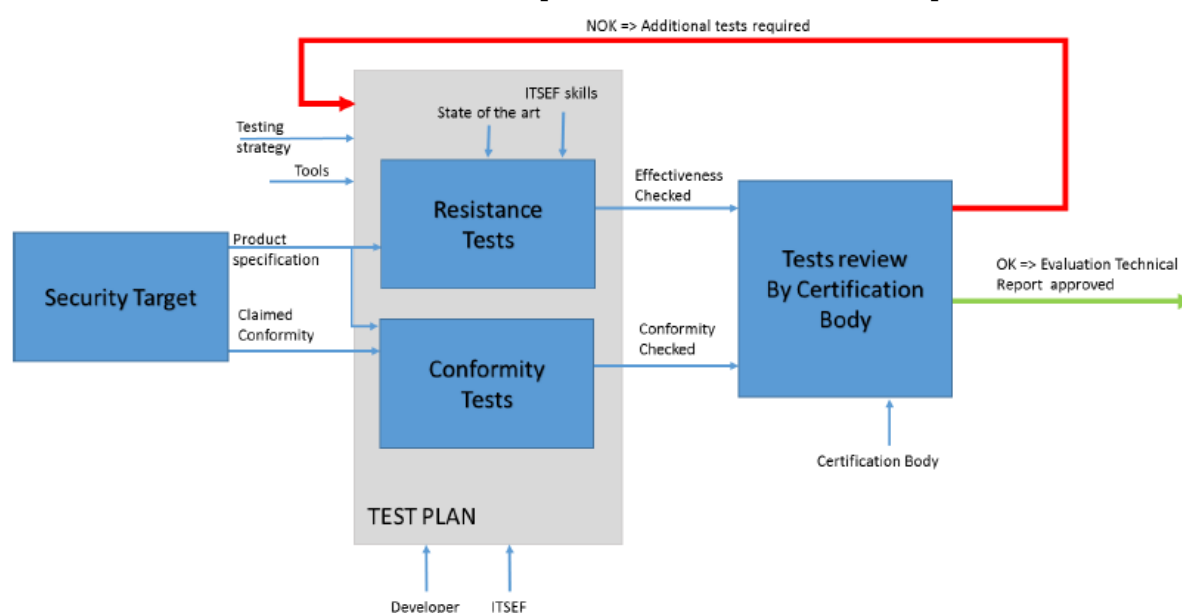 NOK => Additional tests required
ITSEF skills
State of the art
Testing
strategy
Tools
Resistance
Tests
Effectiveness
Checked
Product
specification
Security Target
Claimed
Conformity
Conformity
Tests
Conformity
Checked
Tests review
By Certification
Body
OK => Evaluation Technical
Report approved
Certification Body
TEST PLAN
Developer
ITSEF